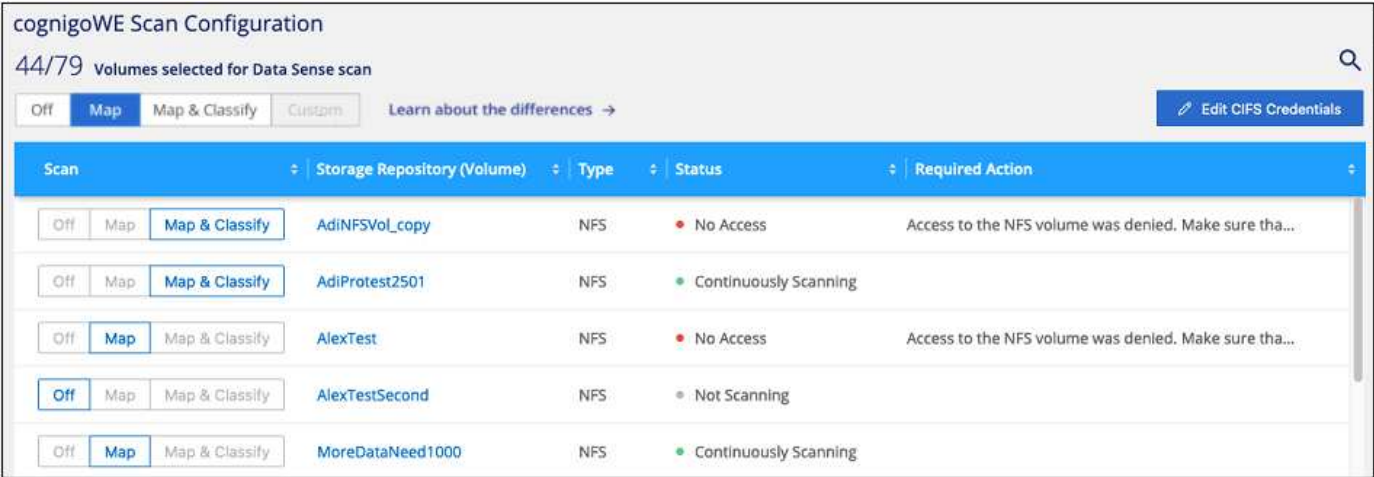 cognigoWE Scan Configuration
44/79 Volumes selected for Data Sense scan
Off Map Map & Classify Custom Learn about the differences → Edit CIFS Credentials
Scan Storage Repository (Volume) Type Status Required Action
Off Map Map & Classify AdiNFSVol_copy NFS No Access Access to the NFS volume was denied. Make sure tha...
Off Map Map & Classify AdiProtest2501 NFS Continuously Scanning
Off Map Map & Classify AlexTest NFS No Access Access to the NFS volume was denied. Make sure tha...
Off Map Map & Classify AlexTestSecond NFS Not Scanning
Off Map Map & Classify MoreDataNeed1000 NFS Continuously Scanning